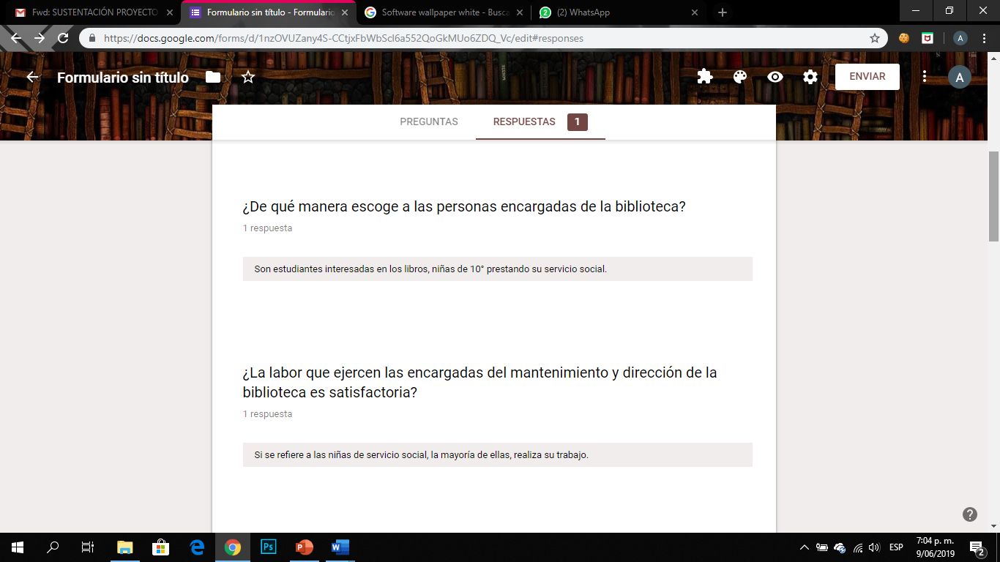 Fwd: SUSTENTACIÓN PROYECTO
Formulario sin título - Formulario
Software wallpaper white - Busca
(2) WhatsApp
https://docs.google.com/forms/d/1nzOVUZany4S-CCtjxFbWbScI6a552QoGkMUo6ZDQ_Vc/edit#responses
A
Formulario sin título
ENVIAR
A
PREGUNTAS
RESPUESTAS 1
¿De qué manera escoge a las personas encargadas de la biblioteca?
1 respuesta
Son estudiantes interesadas en los libros, niñas de 10° prestando su servicio social.
¿La labor que ejercen las encargadas del mantenimiento y dirección de la
biblioteca es satisfactoria?
1 respuesta
Si se refiere a las niñas de servicio social, la mayoría de ellas, realiza su trabajo.
Ps
ESP
7:04 p. m.
9/06/2019
2